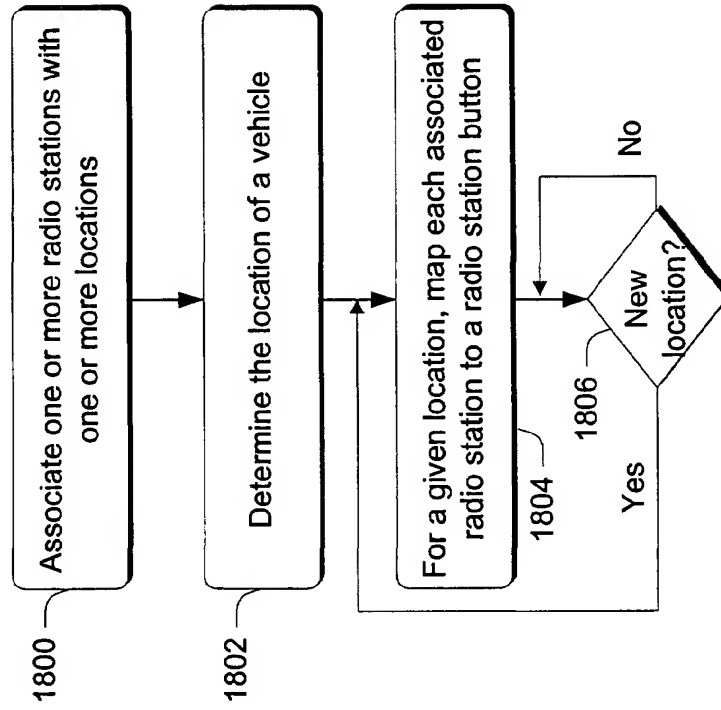 1800
Associate one or more radio stations with
one or more locations
1802
Determine the location of a vehicle
For a given location, map each associated
radio station to a radio station button
1804
1806
New
location?
No
Yes